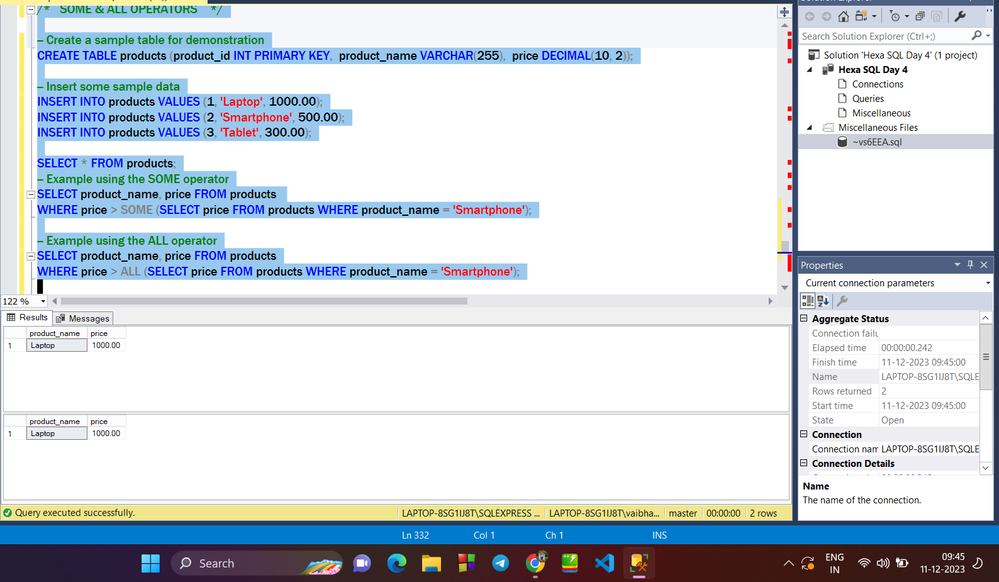 /*   SOME & ALL OPERATORS   */
– Create a sample table for demonstration
CREATE TABLE products (product_id INT PRIMARY KEY,  product_name VARCHAR(255),  price DECIMAL(10, 2));
– Insert some sample data
INSERT INTO products VALUES (1, 'Laptop', 1000.00);
INSERT INTO products VALUES (2, 'Smartphone', 500.00);
INSERT INTO products VALUES (3, 'Tablet', 300.00);
SELECT * FROM products;
– Example using the SOME operator
SELECT product_name, price FROM products
WHERE price > SOME (SELECT price FROM products WHERE product_name = 'Smartphone');
– Example using the ALL operator
SELECT product_name, price FROM products
WHERE price > ALL (SELECT price FROM products WHERE product_name = 'Smartphone');
122 %
Results Messages
product_name price
1 Laptop 1000.00
product_name price
1 Laptop 1000.00
Query executed successfully. LAPTOP-8SG1IJ8T\SQLEXPRESS ... LAPTOP-8SG1IJ8T\vaibha... master 00:00:00 2 rows
Search Solution Explorer (Ctrl+;)
Solution 'Hexa SQL Day 4' (1 project)
Hexa SQL Day 4
Connections
Queries
Miscellaneous
Miscellaneous Files
~vs6EEA.sql
Properties
Current connection parameters
Aggregate Status
Connection failu
Elapsed time 00:00:00.242
Finish time 11-12-2023 09:45:00
Name LAPTOP-8SG1IJ8T\SQLE
Rows returned 2
Start time 11-12-2023 09:45:00
State Open
Connection
Connection nam LAPTOP-8SG1IJ8T\SQLE
Connection Details
Name
The name of the connection.
Ln 332 Col 1 Ch 1 INS
Search
ENG
IN
09:45
11-12-2023